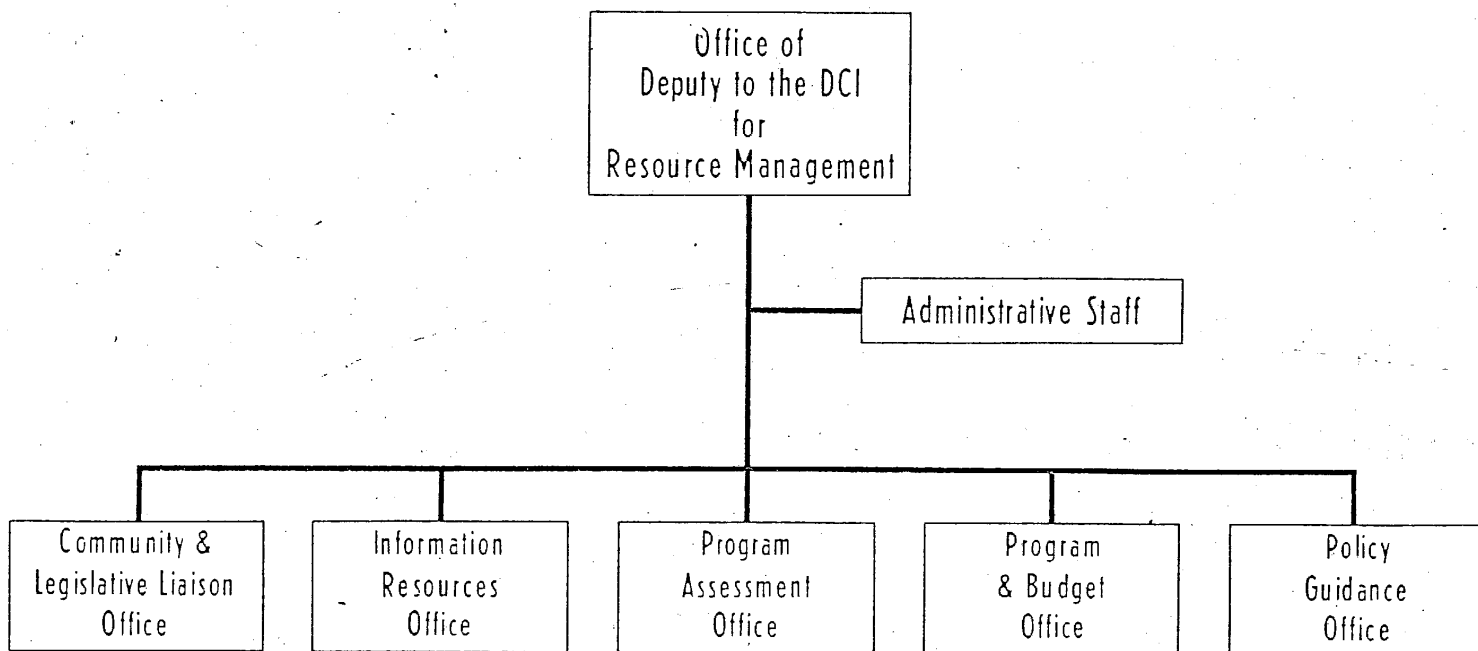 Office of
Deputy to the DCI
for
Resource Management
Administrative Staff
Community &
Legislative Liaison
Office
Information
Resources
Office
Program
Assessment
Office
Program
& Budget
Office
Policy
Guidance
Office